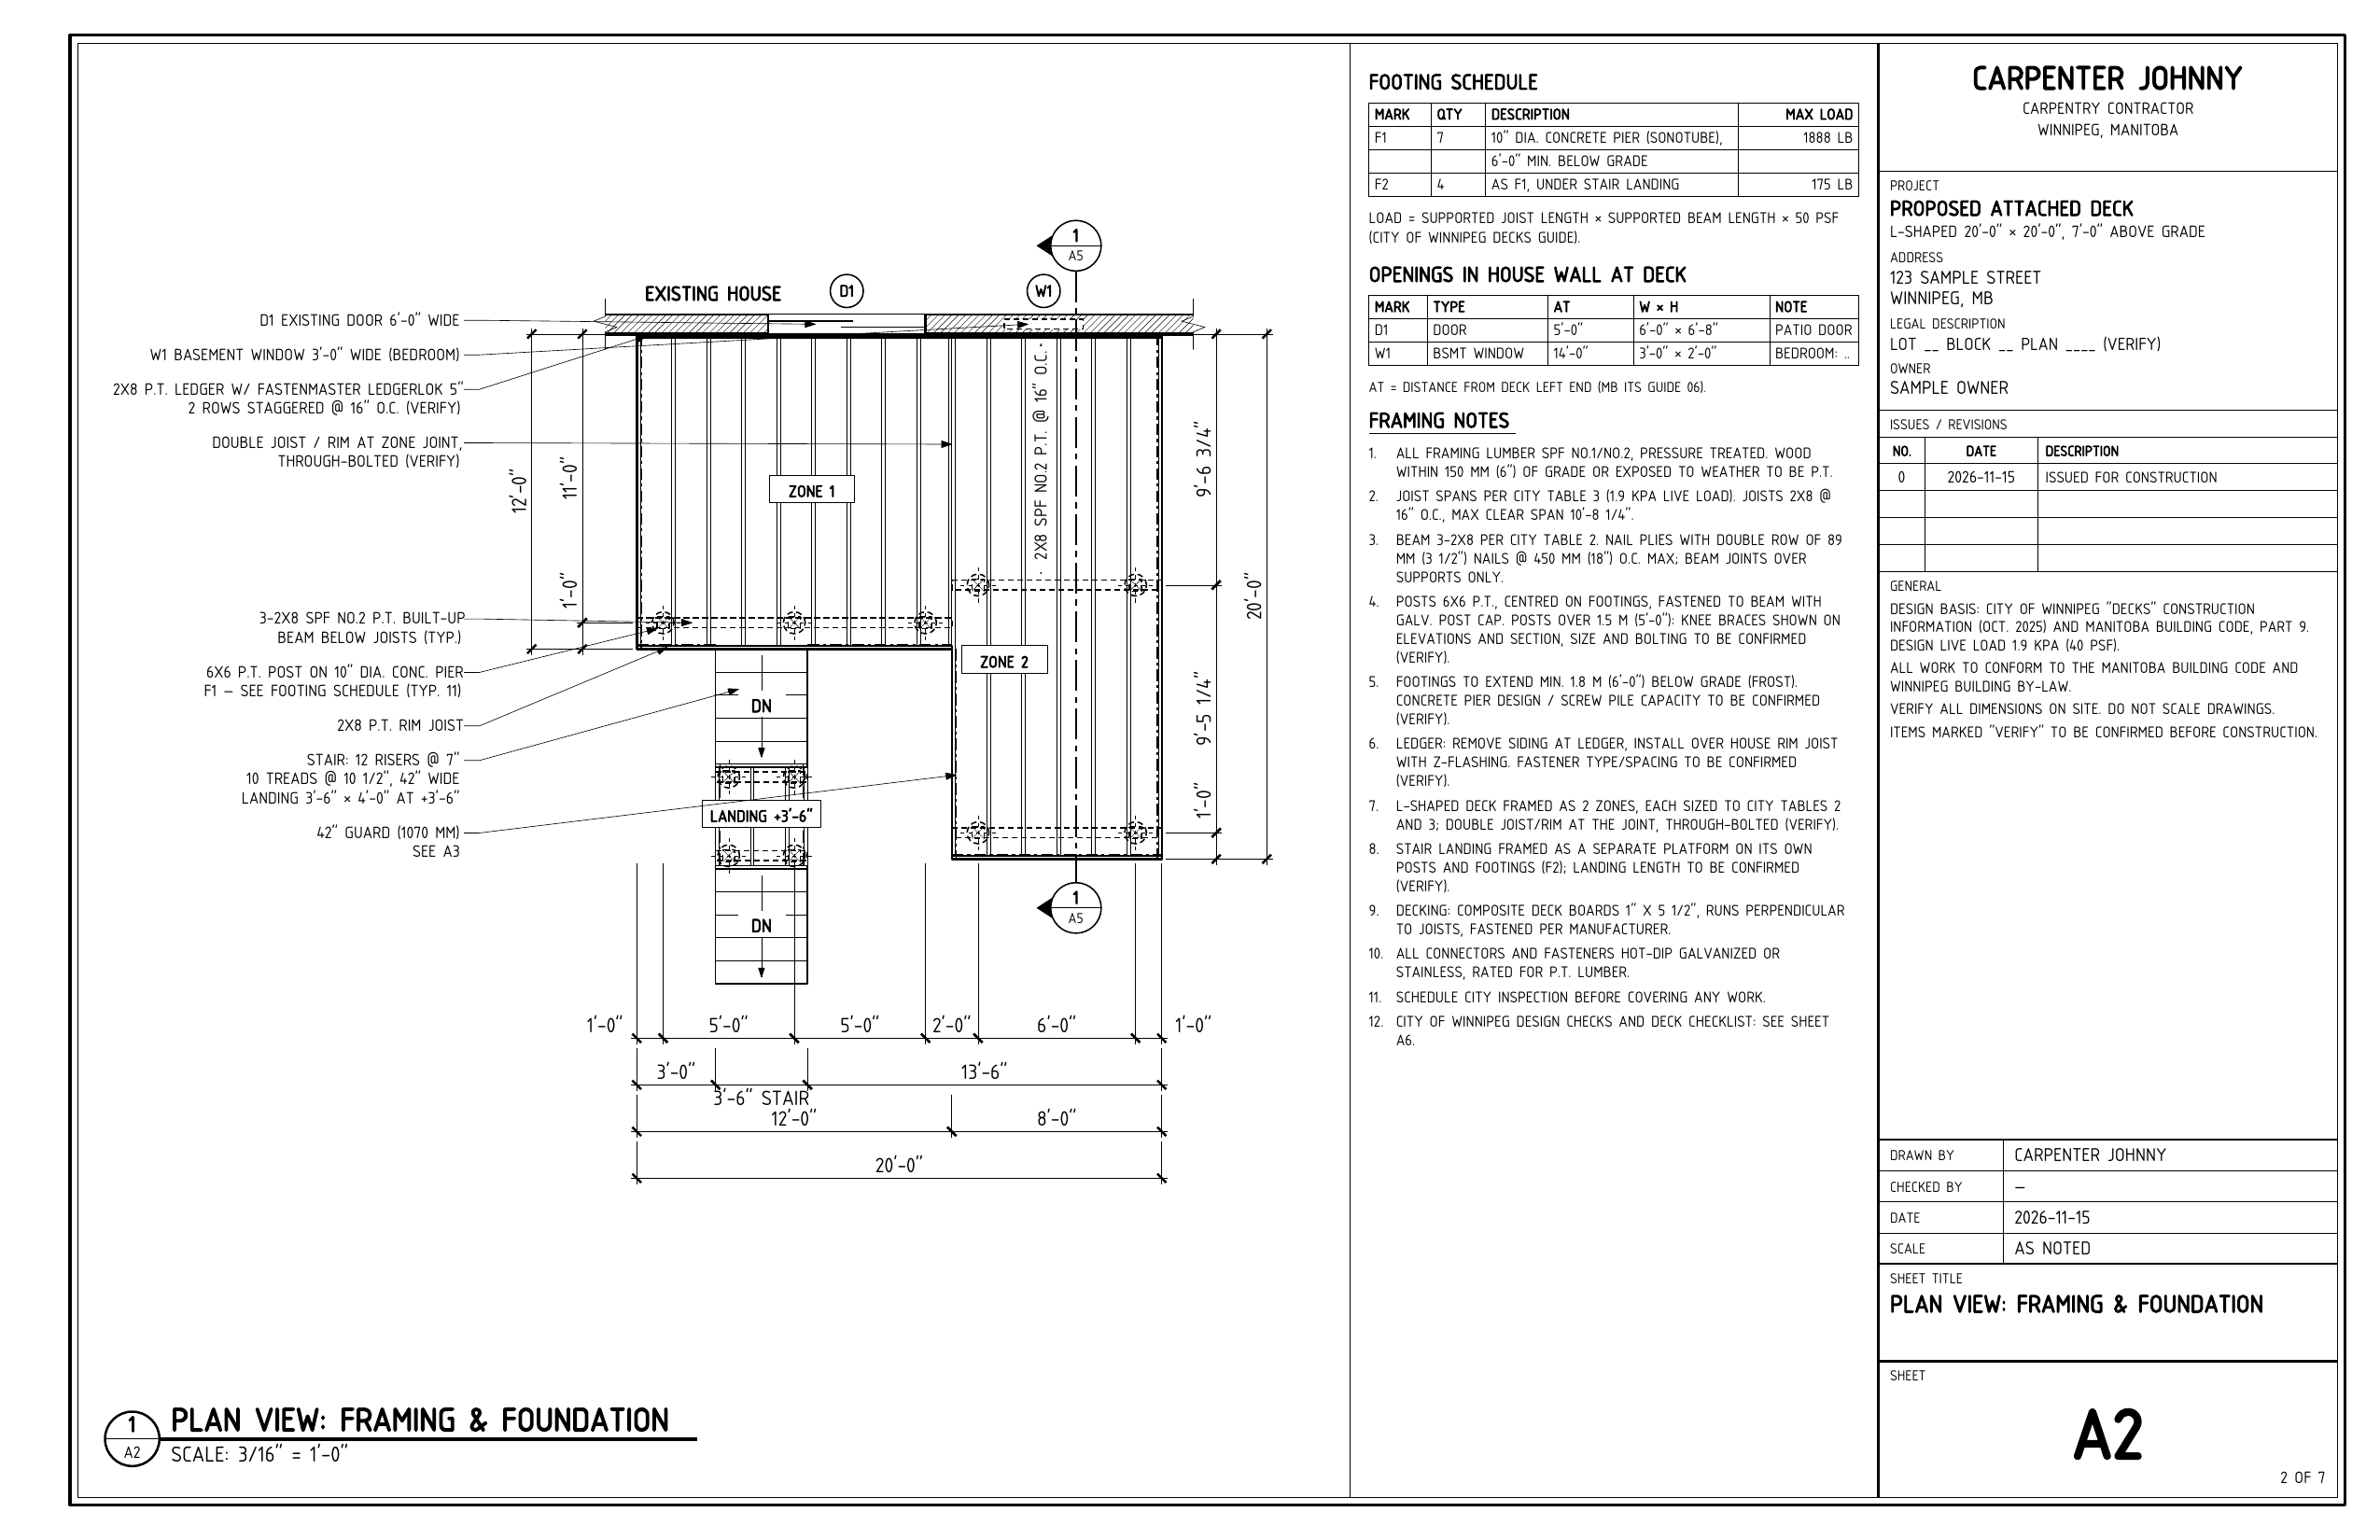 EXISTING HOUSE
D1
W1
1
A5
D1 EXISTING DOOR 6'-0" WIDE
W1 BASEMENT WINDOW 3'-0" WIDE (BEDROOM)
2X8 P.T. LEDGER W/ FASTENMASTER LEDGERLOK 5"
2 ROWS STAGGERED @ 16" O.C. (VERIFY)
DOUBLE JOIST / RIM AT ZONE JOINT,
THROUGH-BOLTED (VERIFY)
3-2X8 SPF NO.2 P.T. BUILT-UP
BEAM BELOW JOISTS (TYP.)
6X6 P.T. POST ON 10" DIA. CONC. PIER
F1 – SEE FOOTING SCHEDULE (TYP. 11)
2X8 P.T. RIM JOIST
STAIR: 12 RISERS @ 7"
10 TREADS @ 10 1/2", 42" WIDE
LANDING 3'-6" × 4'-0" AT +3'-6"
42" GUARD (1070 MM)
SEE A3
12'-0"
11'-0"
1'-0"
ZONE 1
2X8 SPF NO.2 P.T. @ 16" O.C.
ZONE 2
DN
LANDING +3'-6"
DN
9'-6 3/4"
9'-5 1/4"
1'-0"
20'-0"
1
A5
1'-0"
5'-0"
5'-0"
2'-0"
6'-0"
1'-0"
3'-0"
13'-6"
3'-6" STAIR
12'-0"
8'-0"
20'-0"
1
A2
PLAN VIEW: FRAMING & FOUNDATION
SCALE: 3/16" = 1'-0"
FOOTING SCHEDULE
MARK QTY DESCRIPTION MAX LOAD
F1 7 10" DIA. CONCRETE PIER (SONOTUBE), 1888 LB
6'-0" MIN. BELOW GRADE
F2 4 AS F1, UNDER STAIR LANDING 175 LB
LOAD = SUPPORTED JOIST LENGTH × SUPPORTED BEAM LENGTH × 50 PSF
(CITY OF WINNIPEG DECKS GUIDE).
OPENINGS IN HOUSE WALL AT DECK
MARK TYPE AT W × H NOTE
D1 DOOR 5'-0" 6'-0" × 6'-8" PATIO DOOR
W1 BSMT WINDOW 14'-0" 3'-0" × 2'-0" BEDROOM: ..
AT = DISTANCE FROM DECK LEFT END (MB ITS GUIDE 06).
FRAMING NOTES
1. ALL FRAMING LUMBER SPF NO.1/NO.2, PRESSURE TREATED. WOOD
WITHIN 150 MM (6") OF GRADE OR EXPOSED TO WEATHER TO BE P.T.
2. JOIST SPANS PER CITY TABLE 3 (1.9 KPA LIVE LOAD). JOISTS 2X8 @
16" O.C., MAX CLEAR SPAN 10'-8 1/4".
3. BEAM 3-2X8 PER CITY TABLE 2. NAIL PLIES WITH DOUBLE ROW OF 89
MM (3 1/2") NAILS @ 450 MM (18") O.C. MAX; BEAM JOINTS OVER
SUPPORTS ONLY.
4. POSTS 6X6 P.T., CENTRED ON FOOTINGS, FASTENED TO BEAM WITH
GALV. POST CAP. POSTS OVER 1.5 M (5'-0"): KNEE BRACES SHOWN ON
ELEVATIONS AND SECTION, SIZE AND BOLTING TO BE CONFIRMED
(VERIFY).
5. FOOTINGS TO EXTEND MIN. 1.8 M (6'-0") BELOW GRADE (FROST).
CONCRETE PIER DESIGN / SCREW PILE CAPACITY TO BE CONFIRMED
(VERIFY).
6. LEDGER: REMOVE SIDING AT LEDGER, INSTALL OVER HOUSE RIM JOIST
WITH Z-FLASHING. FASTENER TYPE/SPACING TO BE CONFIRMED
(VERIFY).
7. L-SHAPED DECK FRAMED AS 2 ZONES, EACH SIZED TO CITY TABLES 2
AND 3; DOUBLE JOIST/RIM AT THE JOINT, THROUGH-BOLTED (VERIFY).
8. STAIR LANDING FRAMED AS A SEPARATE PLATFORM ON ITS OWN
POSTS AND FOOTINGS (F2); LANDING LENGTH TO BE CONFIRMED
(VERIFY).
9. DECKING: COMPOSITE DECK BOARDS 1" X 5 1/2", RUNS PERPENDICULAR
TO JOISTS, FASTENED PER MANUFACTURER.
10. ALL CONNECTORS AND FASTENERS HOT-DIP GALVANIZED OR
STAINLESS, RATED FOR P.T. LUMBER.
11. SCHEDULE CITY INSPECTION BEFORE COVERING ANY WORK.
12. CITY OF WINNIPEG DESIGN CHECKS AND DECK CHECKLIST: SEE SHEET
A6.
CARPENTER JOHNNY
CARPENTRY CONTRACTOR
WINNIPEG, MANITOBA
PROJECT
PROPOSED ATTACHED DECK
L-SHAPED 20'-0" × 20'-0", 7'-0" ABOVE GRADE
ADDRESS
123 SAMPLE STREET
WINNIPEG, MB
LEGAL DESCRIPTION
LOT __ BLOCK __ PLAN ____ (VERIFY)
OWNER
SAMPLE OWNER
ISSUES / REVISIONS
NO. DATE DESCRIPTION
0 2026-11-15 ISSUED FOR CONSTRUCTION
GENERAL
DESIGN BASIS: CITY OF WINNIPEG "DECKS" CONSTRUCTION
INFORMATION (OCT. 2025) AND MANITOBA BUILDING CODE, PART 9.
DESIGN LIVE LOAD 1.9 KPA (40 PSF).
ALL WORK TO CONFORM TO THE MANITOBA BUILDING CODE AND
WINNIPEG BUILDING BY-LAW.
VERIFY ALL DIMENSIONS ON SITE. DO NOT SCALE DRAWINGS.
ITEMS MARKED "VERIFY" TO BE CONFIRMED BEFORE CONSTRUCTION.
DRAWN BY CARPENTER JOHNNY
CHECKED BY –
DATE 2026-11-15
SCALE AS NOTED
SHEET TITLE
PLAN VIEW: FRAMING & FOUNDATION
SHEET
A2
2 OF 7